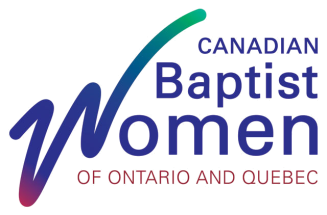 CANADIAN
Baptist
Women
OF ONTARIO AND QUEBEC